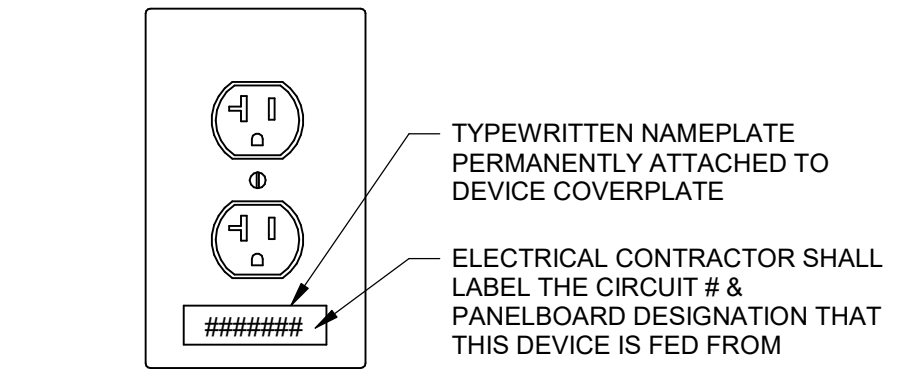 TYPEWRITTEN NAMEPLATE
PERMANENTLY ATTACHED TO
DEVICE COVERPLATE
ELECTRICAL CONTRACTOR SHALL
LABEL THE CIRCUIT # &
PANELBOARD DESIGNATION THAT
THIS DEVICE IS FED FROM
#######